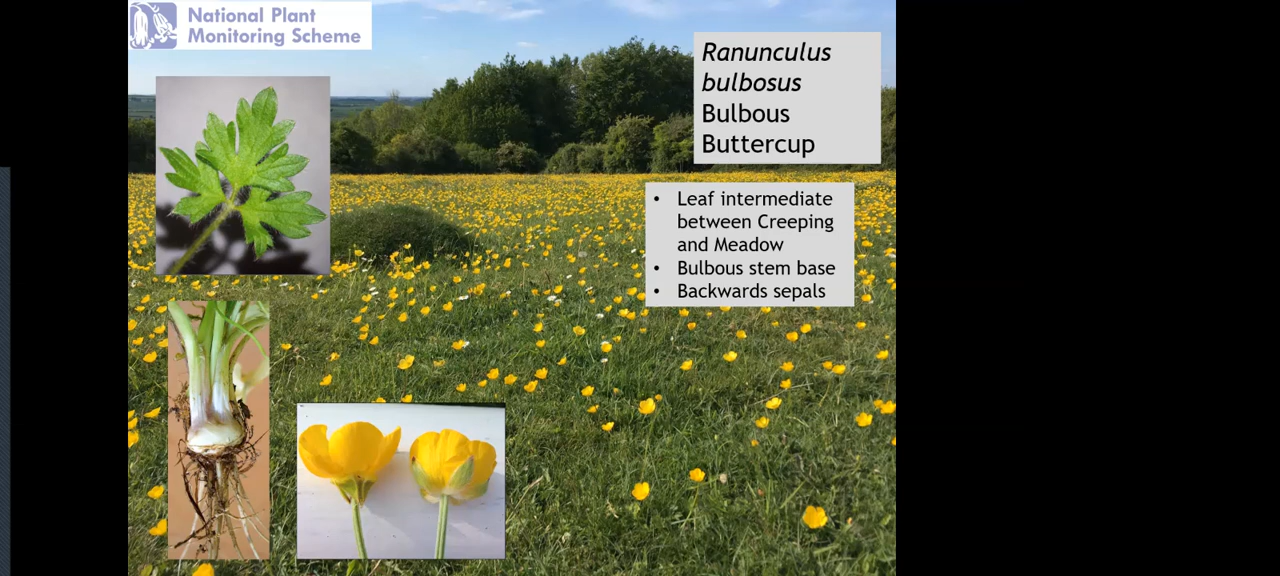 National Plant
Monitoring Scheme
Ranunculus
bulbosus
Bulbous
Buttercup
• Leaf intermediate
between Creeping
and Meadow
• Bulbous stem base
• Backwards sepals